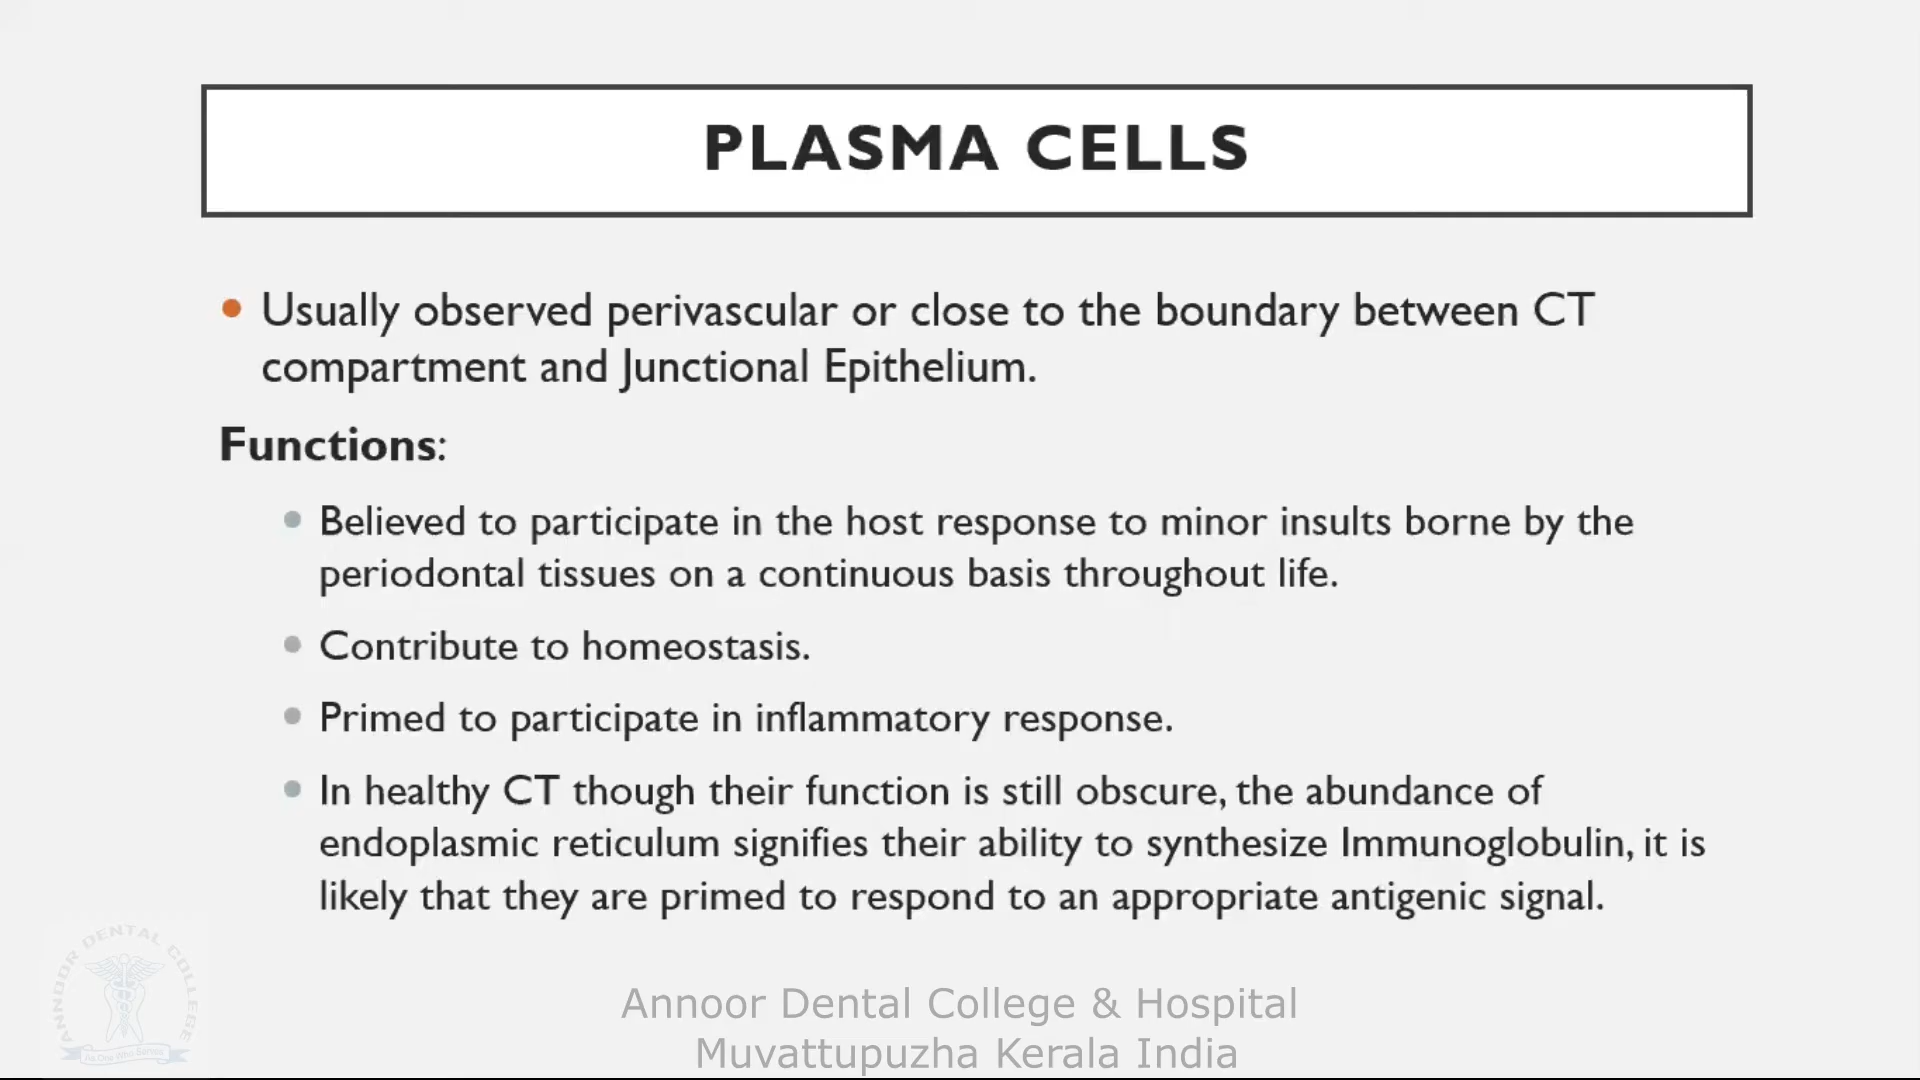 PLASMA CELLS
• Usually observed perivascular or close to the boundary between CT
compartment and Junctional Epithelium.
Functions:
• Believed to participate in the host response to minor insults borne by the
periodontal tissues on a continuous basis throughout life.
• Contribute to homeostasis.
• Primed to participate in inflammatory response.
• In healthy CT though their function is still obscure, the abundance of
endoplasmic reticulum signifies their ability to synthesize Immunoglobulin, it is
likely that they are primed to respond to an appropriate antigenic signal.
ANNOOR DENTAL COLLEGE
Annoor Dental College & Hospital
Muvattupuzha Kerala India